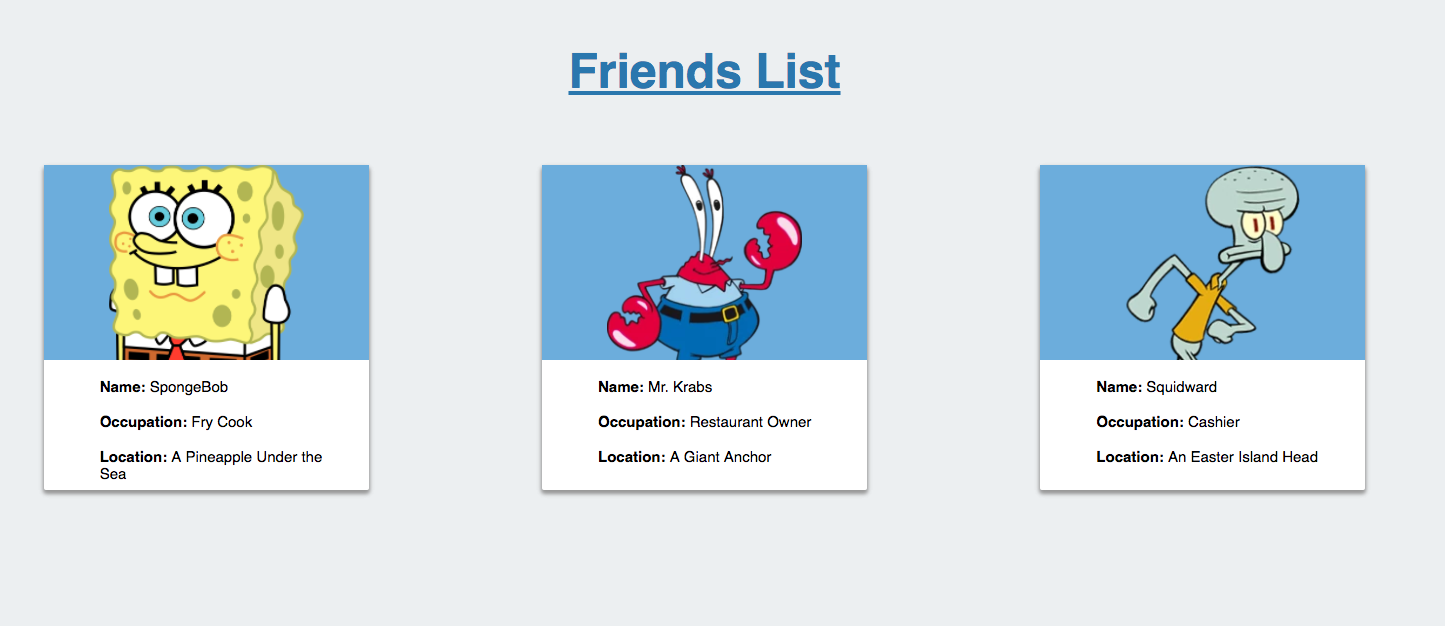 Friends List
Name: SpongeBob
Occupation: Fry Cook
Location: A Pineapple Under the
Sea
Name: Mr. Krabs
Occupation: Restaurant Owner
Location: A Giant Anchor
Name: Squidward
Occupation: Cashier
Location: An Easter Island Head